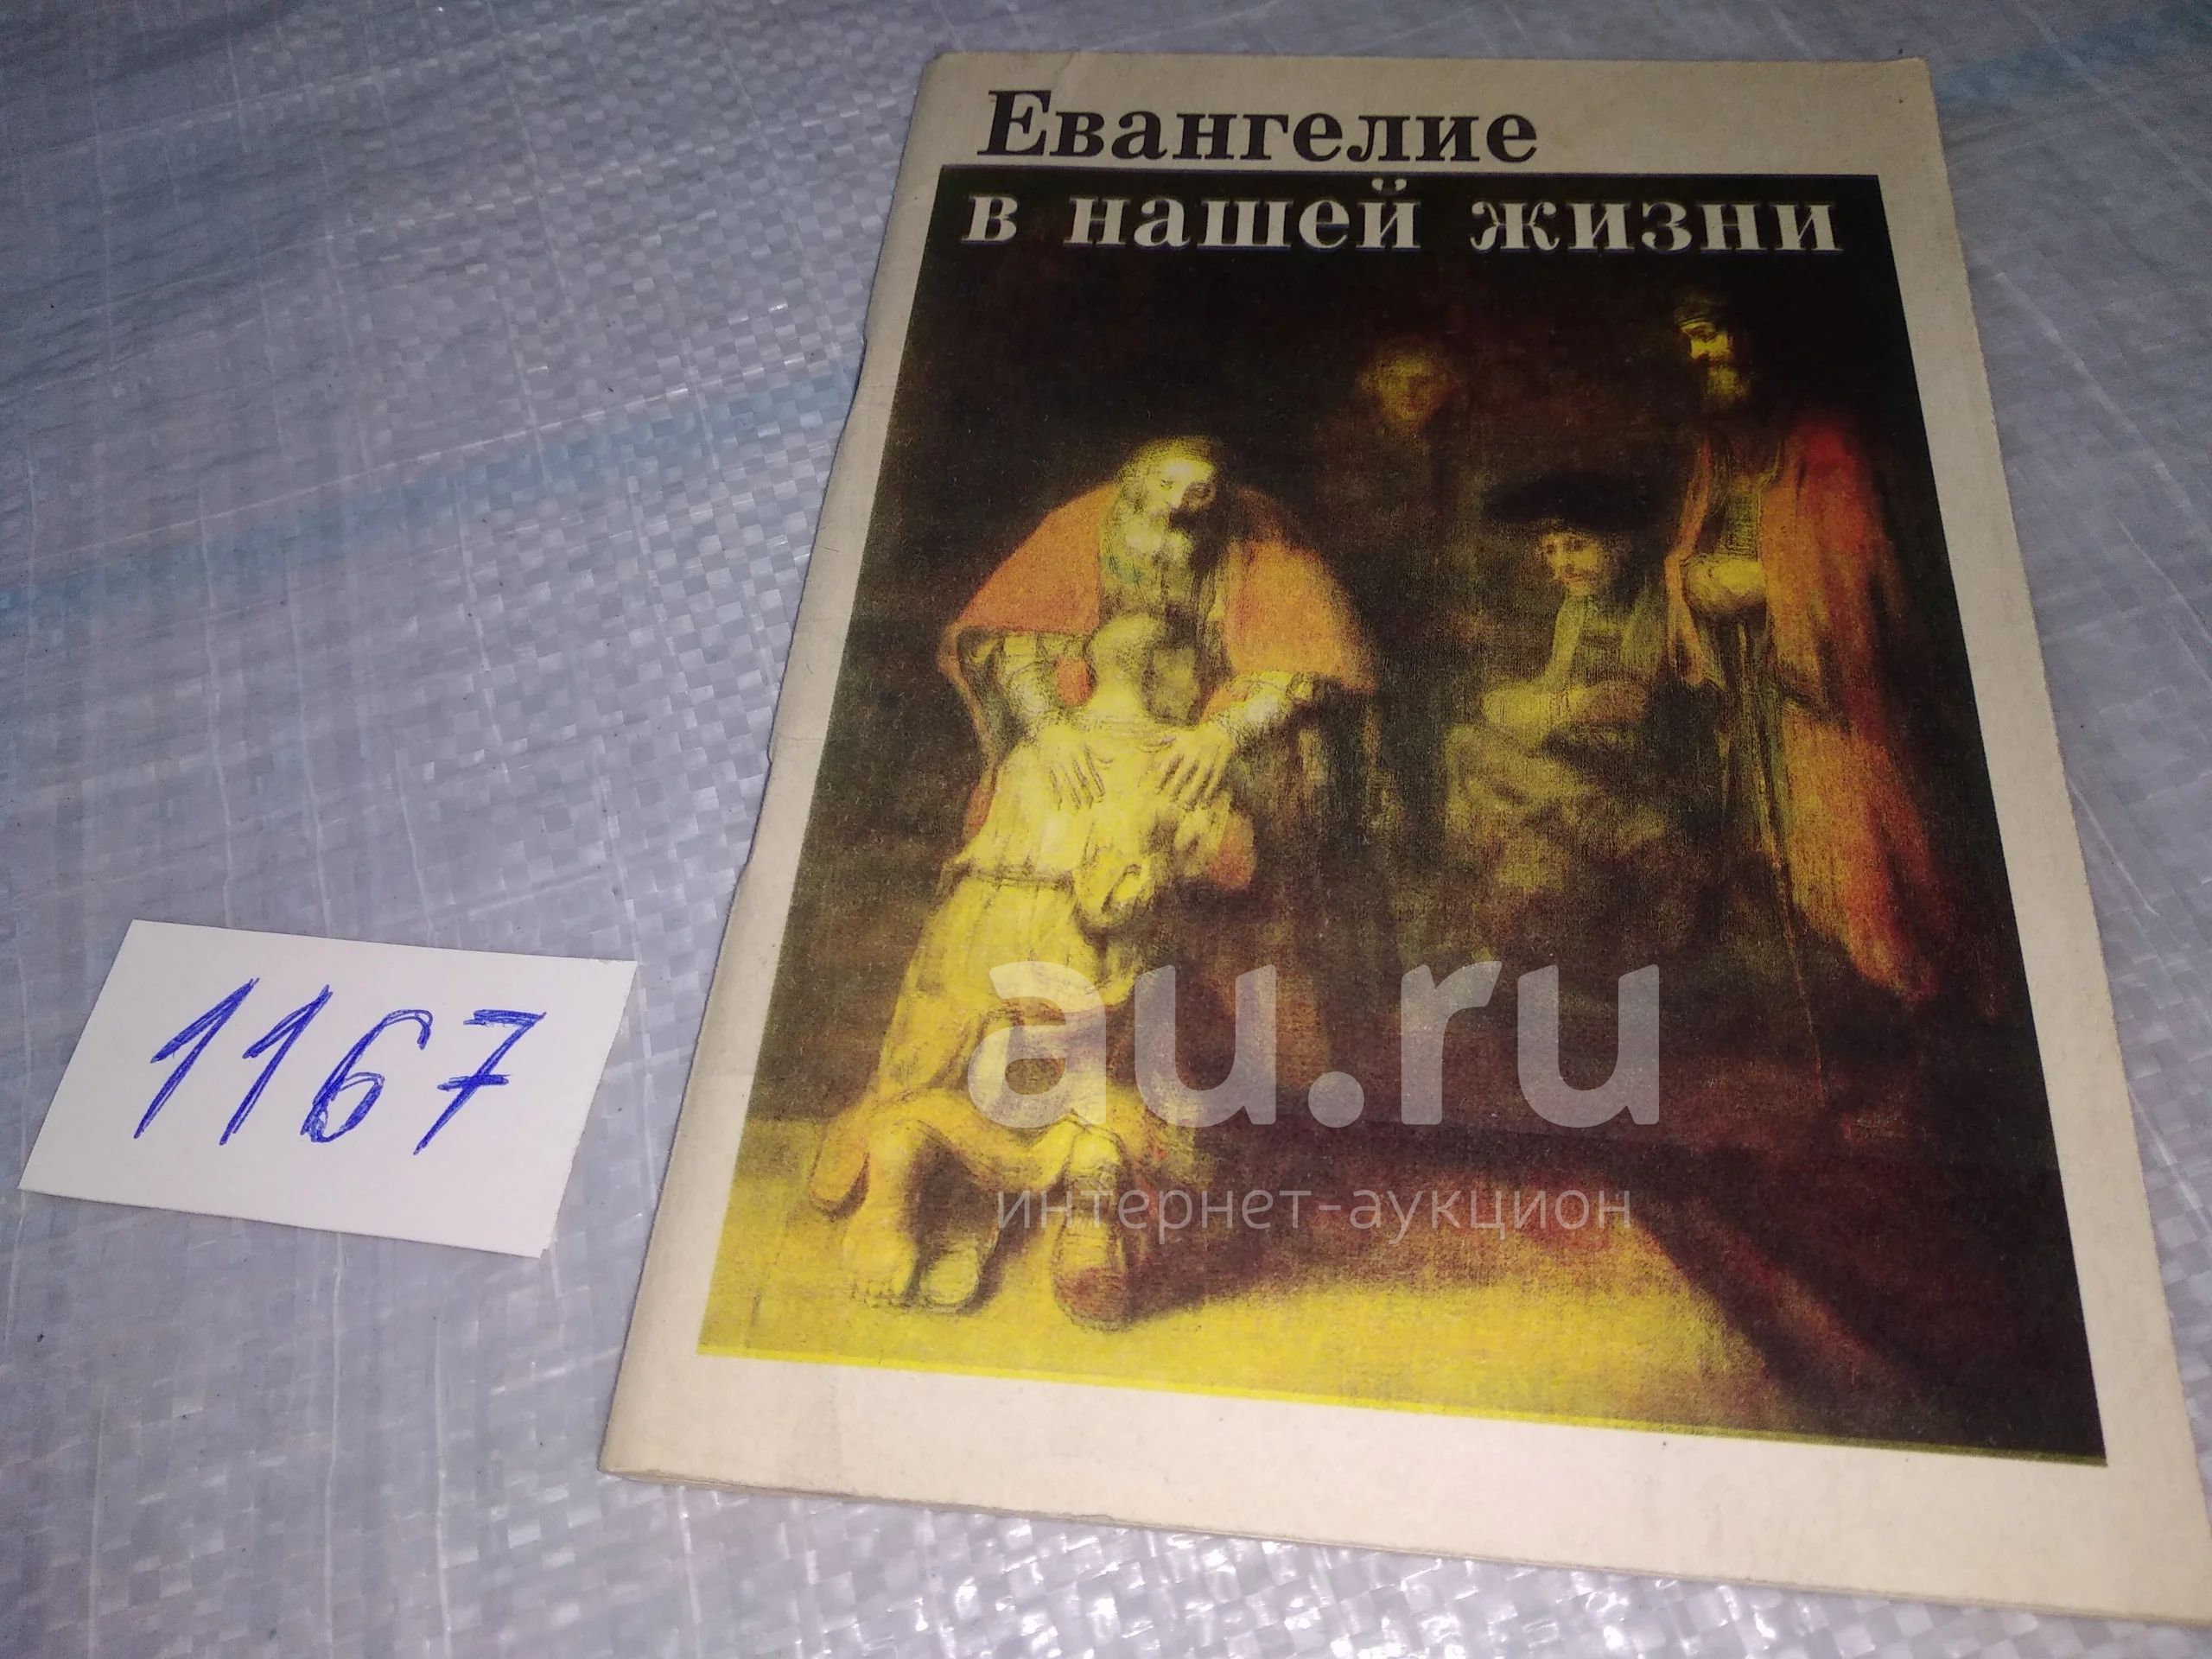 Евангелие
в нашей жизни
1167
au.ru
интернет-аукцион